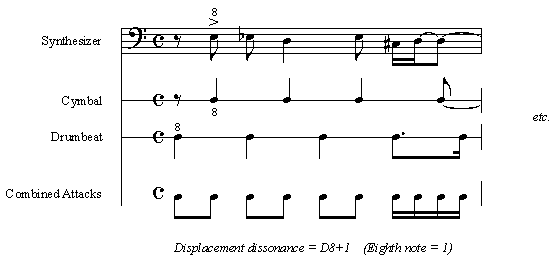 8
Synthesizer
Cymbal
8
etc.
8
Drumbeat
Combined Attacks
Displacement dissonance = D8+1 (Eighth note = 1)